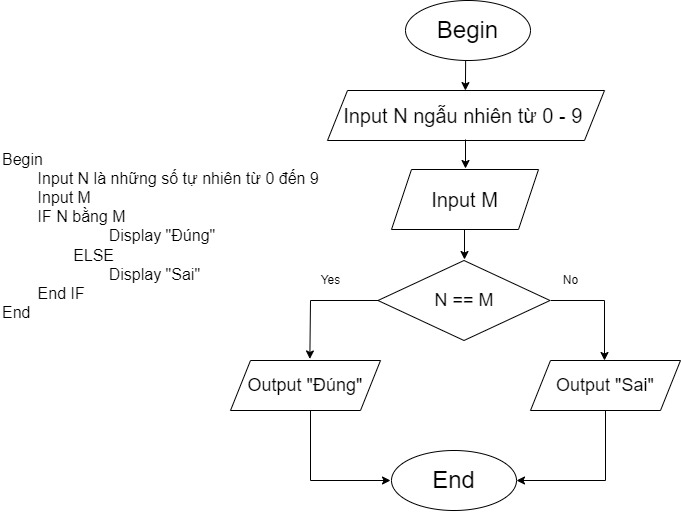 Begin
Input N là những số tự nhiên từ 0 đến 9
Input M
IF N bằng M
Display "Đúng"
ELSE
Display "Sai"
End IF
End
Begin
Input N ngẫu nhiên từ 0 - 9
Input M
N == M
Yes
No
Output "Đúng"
Output "Sai"
End